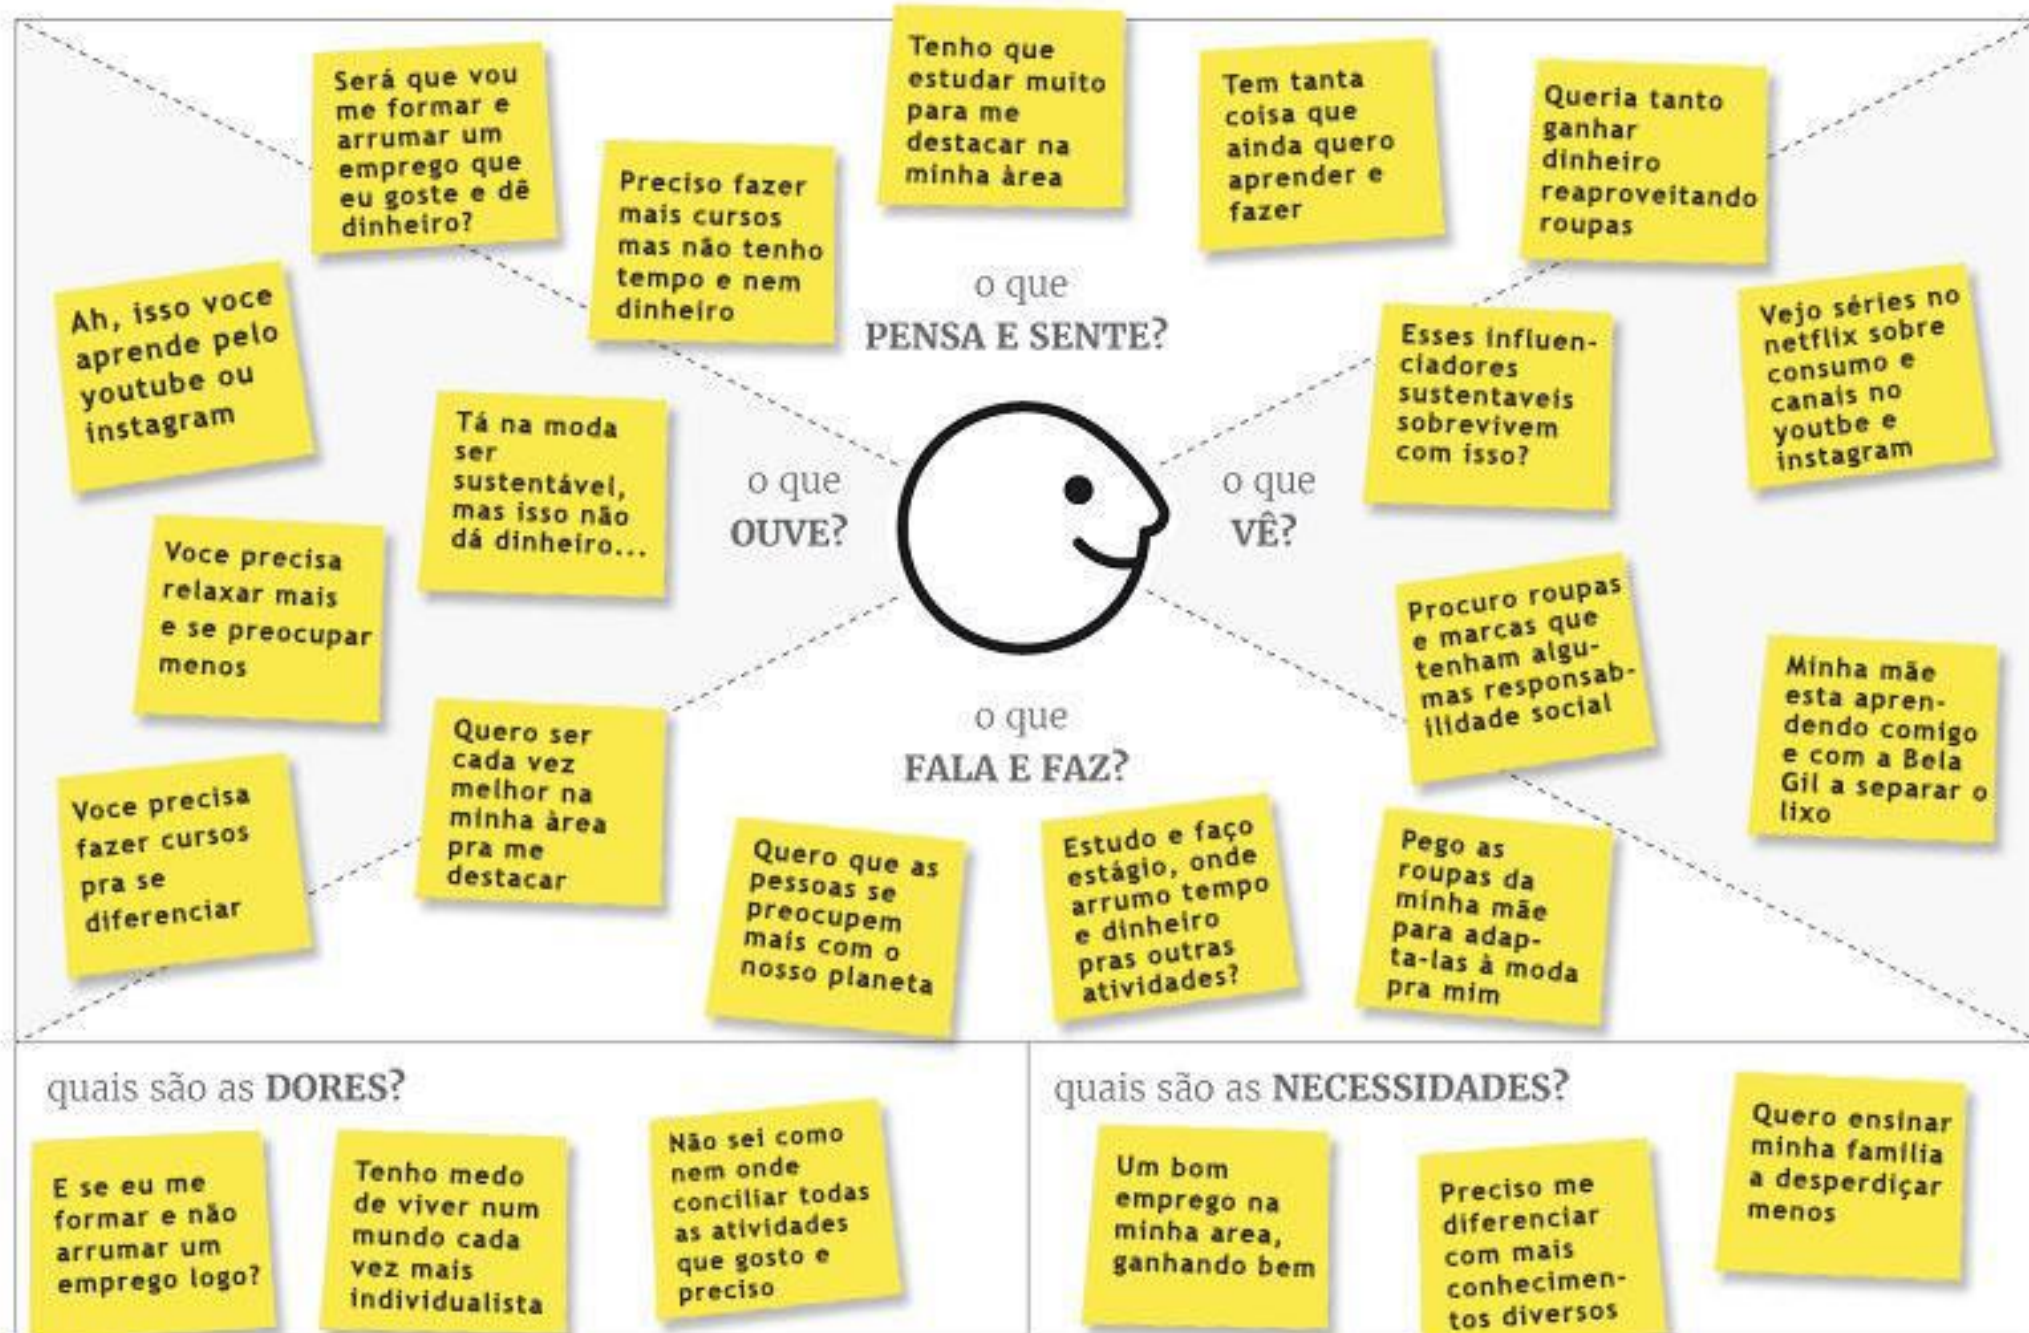 Será que vou
me formar e
arrumar um
emprego que
eu goste e dê
dinheiro?
Preciso fazer
mais cursos
mas não tenho
tempo e nem
dinheiro
Tenho que
estudar muito
para me
destacar na
minha àrea
Tem tanta
coisa que
ainda quero
aprender e
fazer
Queria tanto
ganhar
dinheiro
reaproveitando
roupas
o que
PENSA E SENTE?
Ah, isso voce
aprende pelo
youtube ou
instagram
Tá na moda
ser
sustentável,
mas isso não
dá dinheiro...
Voce precisa
relaxar mais
e se preocupar
menos
Voce precisa
fazer cursos
pra se
diferenciar
o que
OUVE?
o que
VÊ?
Esses influen-
ciadores
sustentaveis
sobrevivem
com isso?
Vejo séries no
netflix sobre
consumo e
canais no
youtbe e
instagram
Procuro roupas
e marcas que
tenham algu-
mas responsab-
ilidade social
Minha mãe
esta apren-
dendo comigo
e com a Bela
Gil a separar o
lixo
o que
FALA E FAZ?
Quero ser
cada vez
melhor na
minha àrea
pra me
destacar
Quero que as
pessoas se
preocupem
mais com o
nosso planeta
Estudo e faço
estágio, onde
arrumo tempo
e dinheiro
pras outras
atividades?
Pego as
roupas da
minha mãe
para adap-
ta-las à moda
pra mim
quais são as DORES?
E se eu me
formar e não
arrumar um
emprego logo?
Tenho medo
de viver num
mundo cada
vez mais
individualista
Não sei como
nem onde
conciliar todas
as atividades
que gosto e
preciso
quais são as NECESSIDADES?
Um bom
emprego na
minha area,
ganhando bem
Preciso me
diferenciar
com mais
conhecimen-
tos diversos
Quero ensinar
minha familia
a desperdiçar
menos